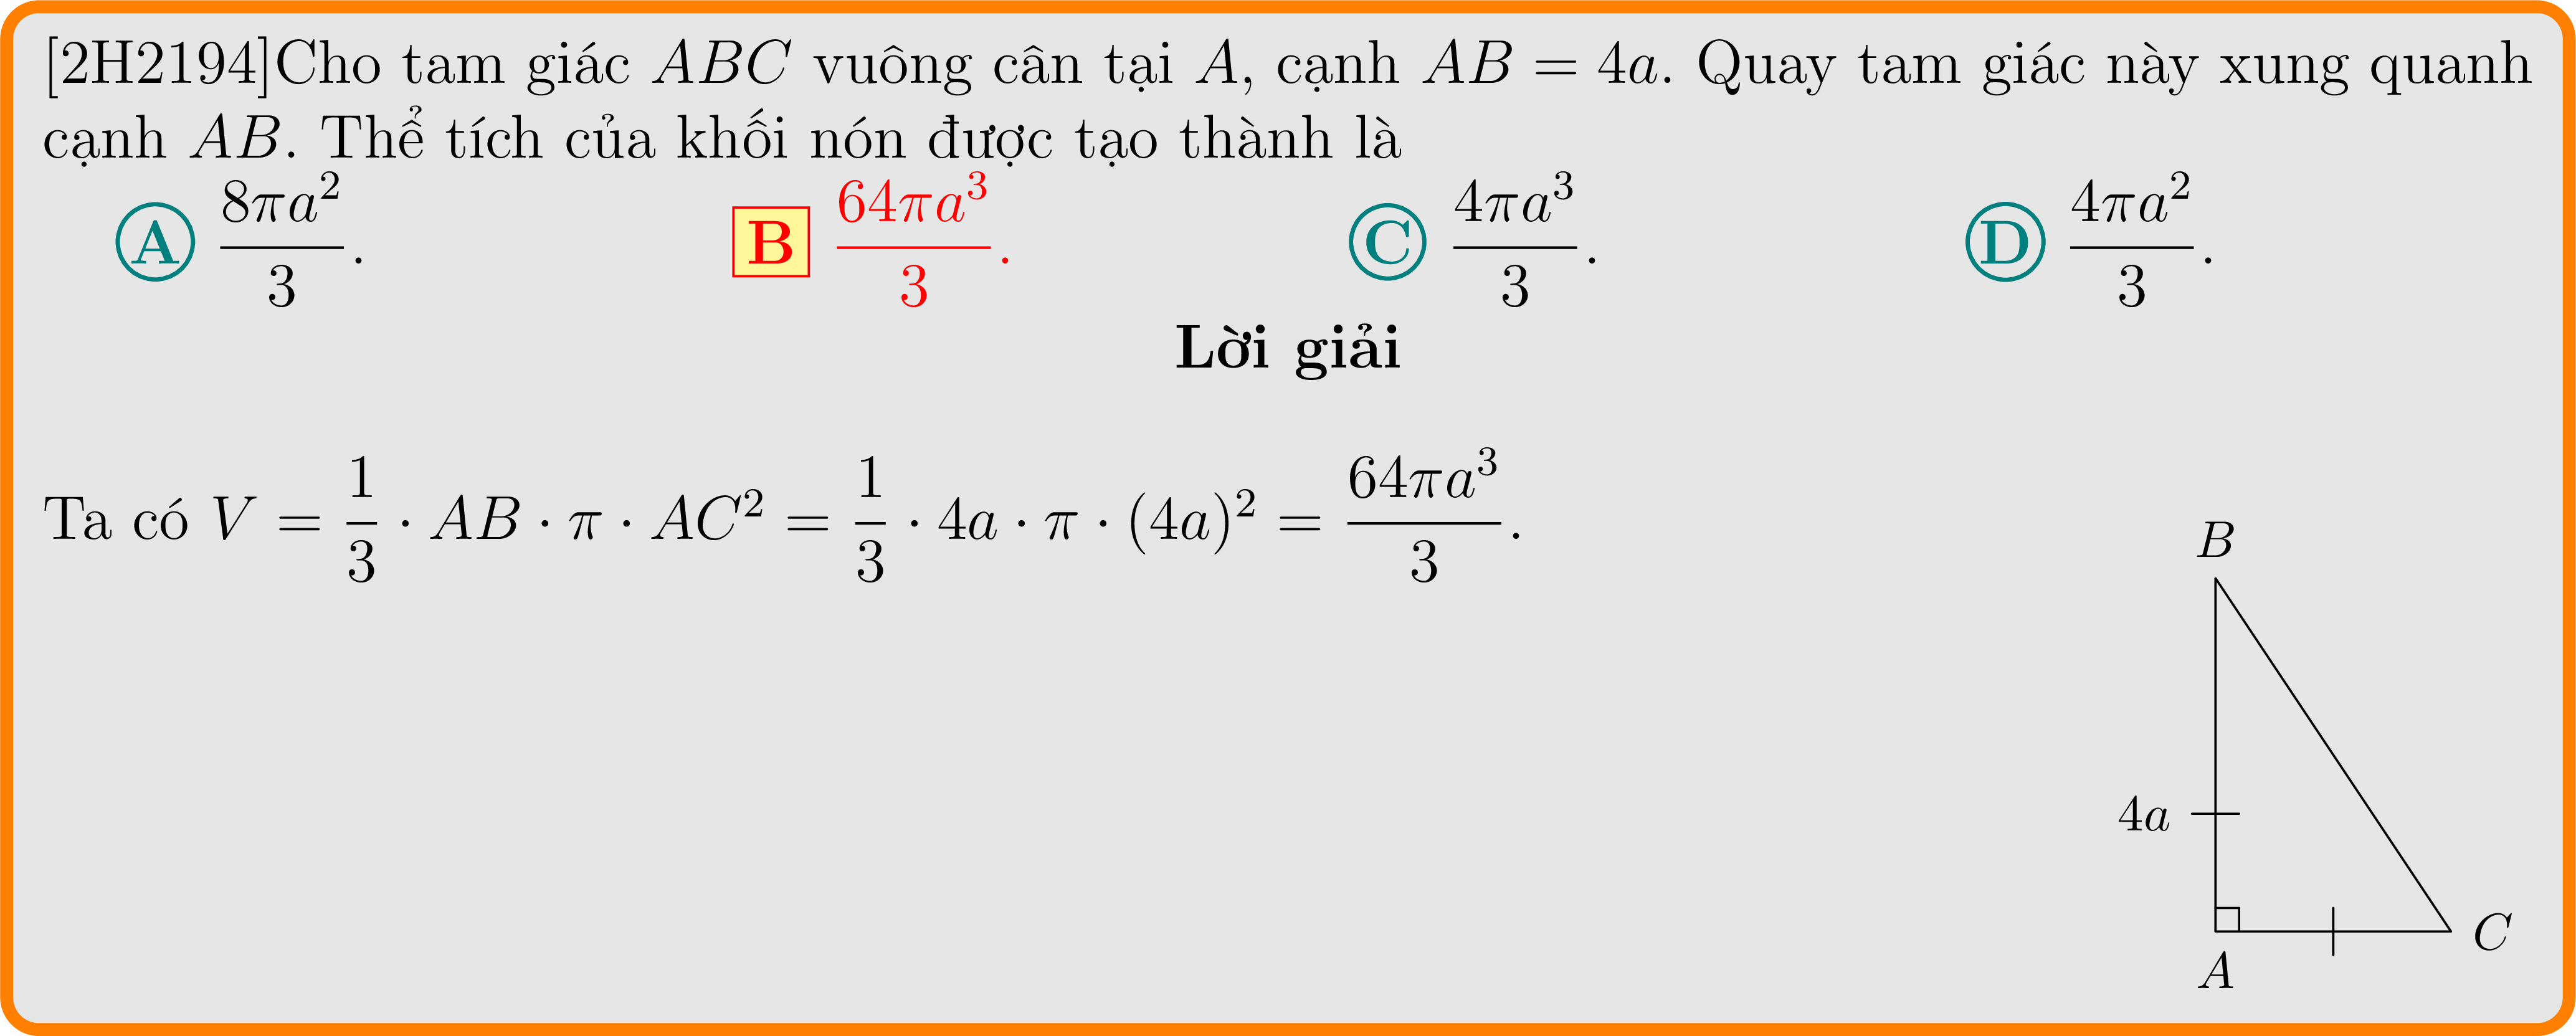 [2H2194]Cho tam giác ABC vuông cân tại A, cạnh AB = 4a. Quay tam giác này xung quanh
cạnh AB. Thể tích của khối nón được tạo thành là
A $\frac{8\pi a^2}{3}$. B $\frac{64\pi a^3}{3}$. C $\frac{4\pi a^3}{3}$. D $\frac{4\pi a^2}{3}$.
Lời giải
Ta có $V = \frac{1}{3} \cdot AB \cdot \pi \cdot AC^2 = \frac{1}{3} \cdot 4a \cdot \pi \cdot (4a)^2 = \frac{64\pi a^3}{3}$.
B
4a
C
A